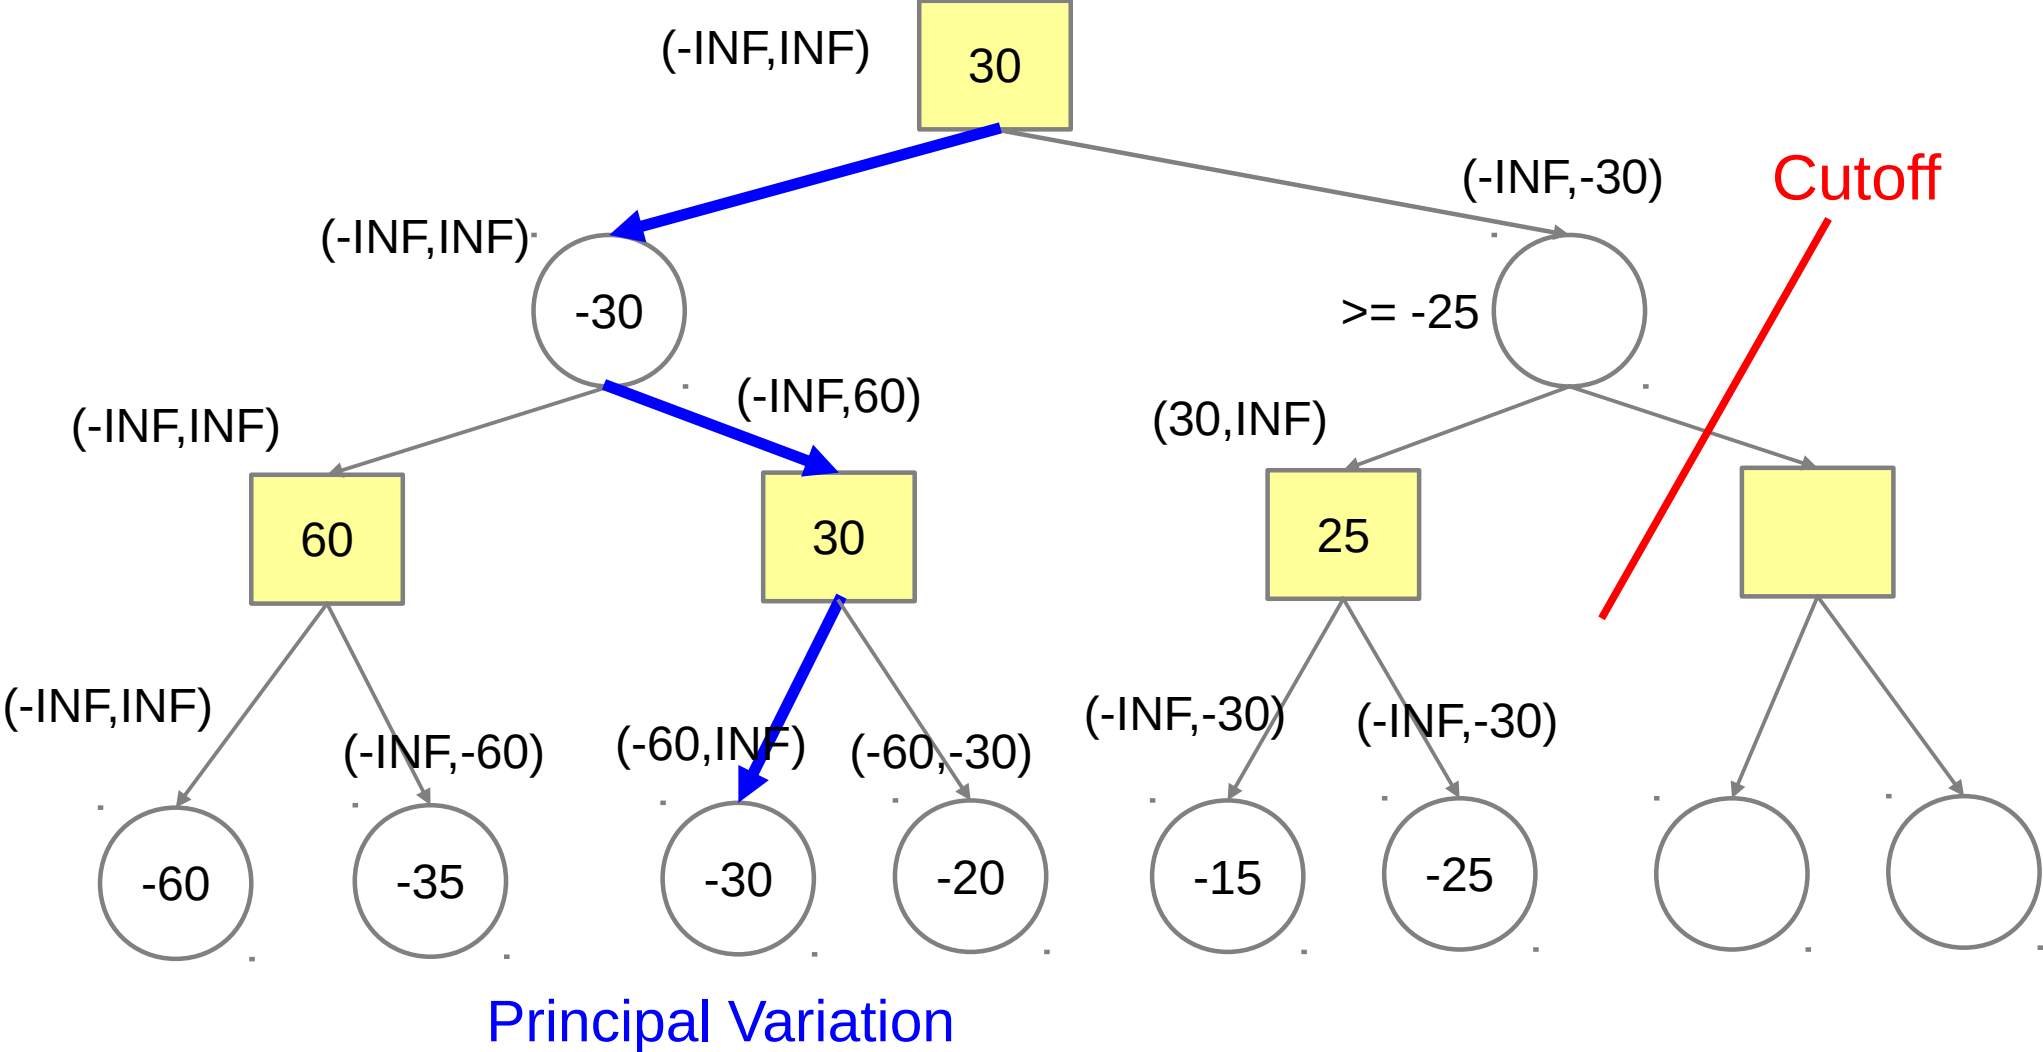 (-INF,INF)
30
(-INF,-30)
Cutoff
(-INF,INF)
-30
>= -25
(-INF,INF)
(-INF,60)
(30,INF)
60
30
25
(-INF,INF)
(-INF,-60)
(-60,INF)
(-60,-30)
(-INF,-30)
(-INF,-30)
-60
-35
-30
-20
-15
-25
Principal Variation